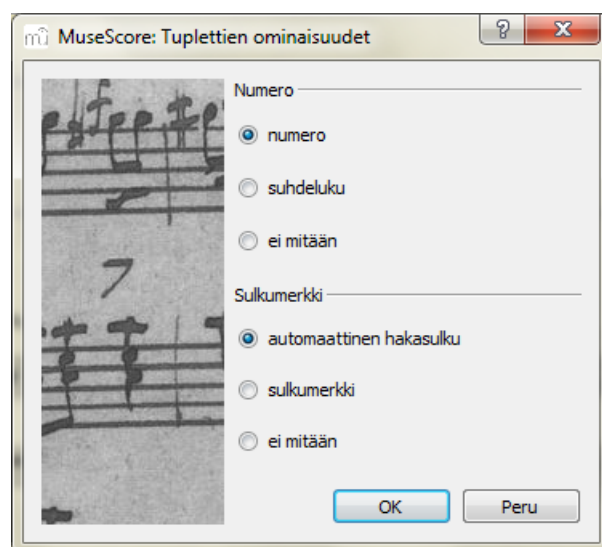 MuseScore: Tuplettien ominaisuudet
Numero
numero
suhdeluku
ei mitään
7
Sulkumerkki
automaattinen hakasulku
sulkumerkki
ei mitään
OK
Peru